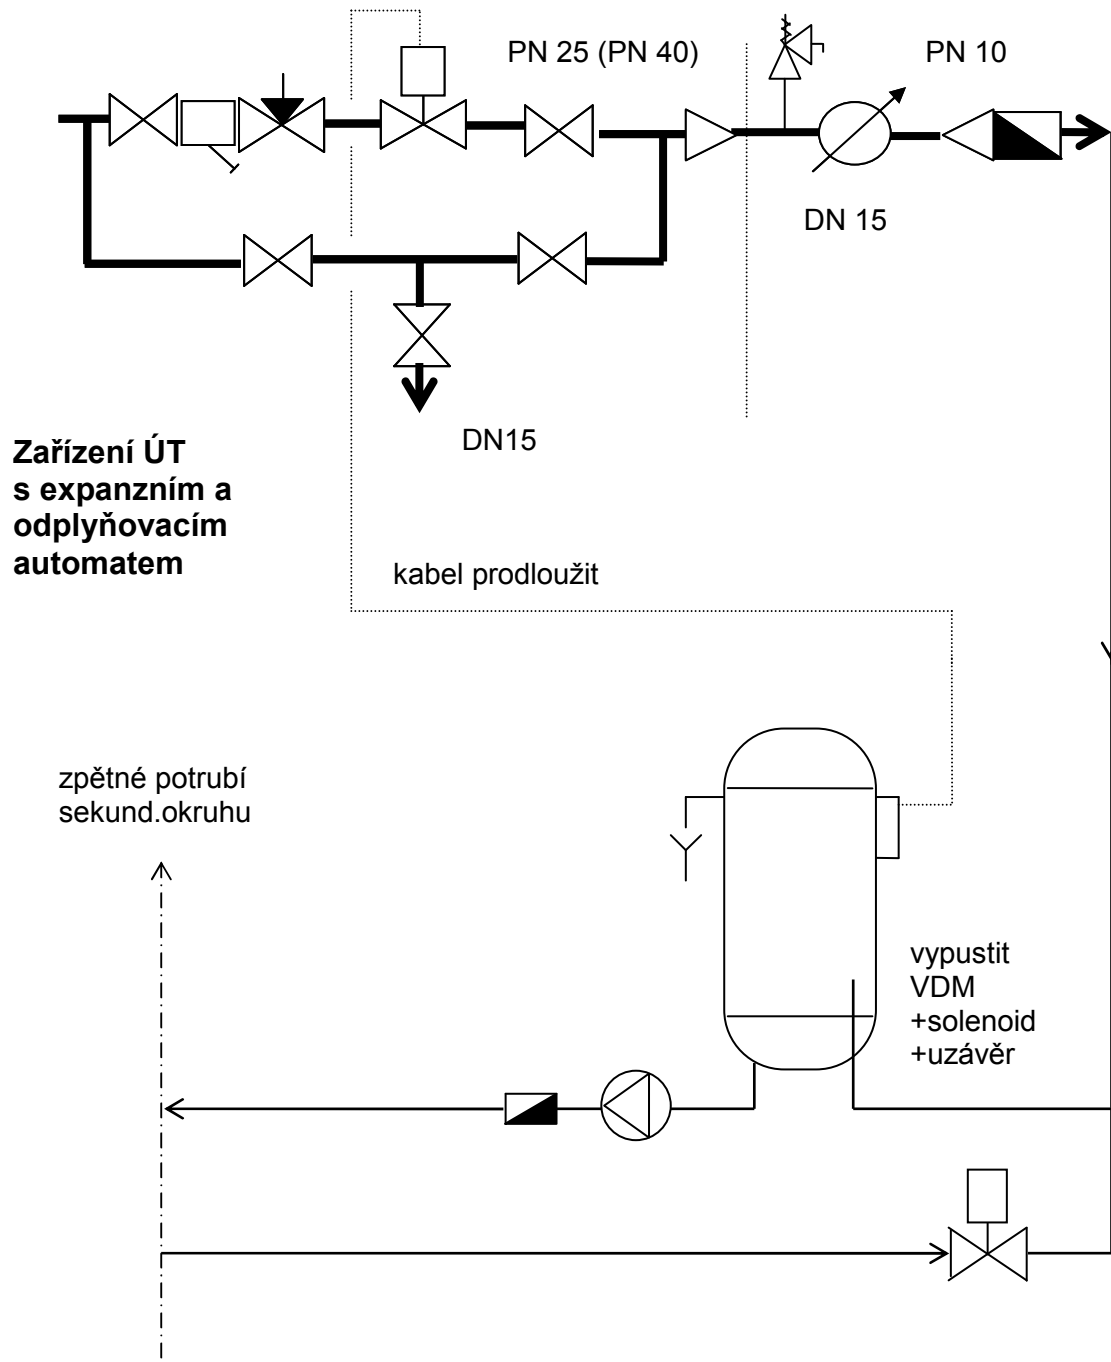 PN 25 (PN 40)
PN 10
DN 15
DN15
Zařízení ÚT
s expanzním a
odplyňovacím
automatem
kabel prodloužit
zpětné potrubí
sekund.okruhu
vypustit
VDM
+solenoid
+uzávěr